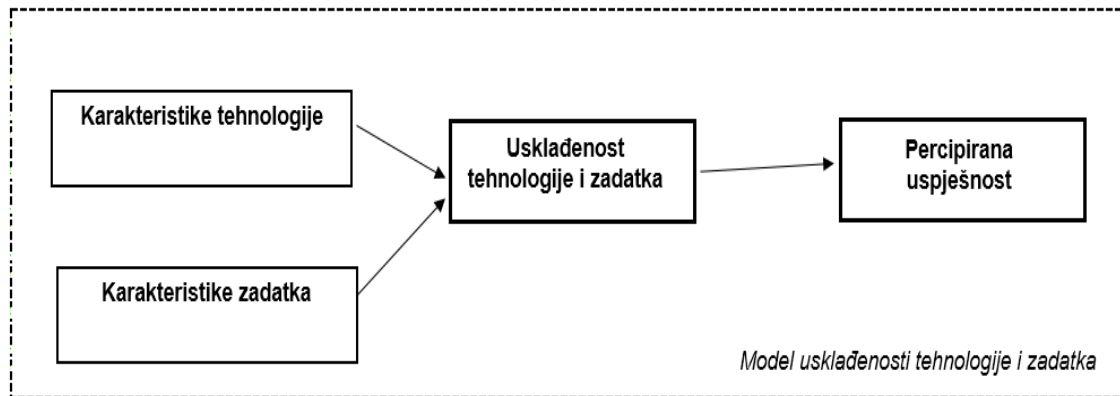 Karakteristike tehnologije
Usklađenost
tehnologije i zadatka
Percipirana
uspješnost
Karakteristike zadatka
Model usklađenosti tehnologije i zadatka